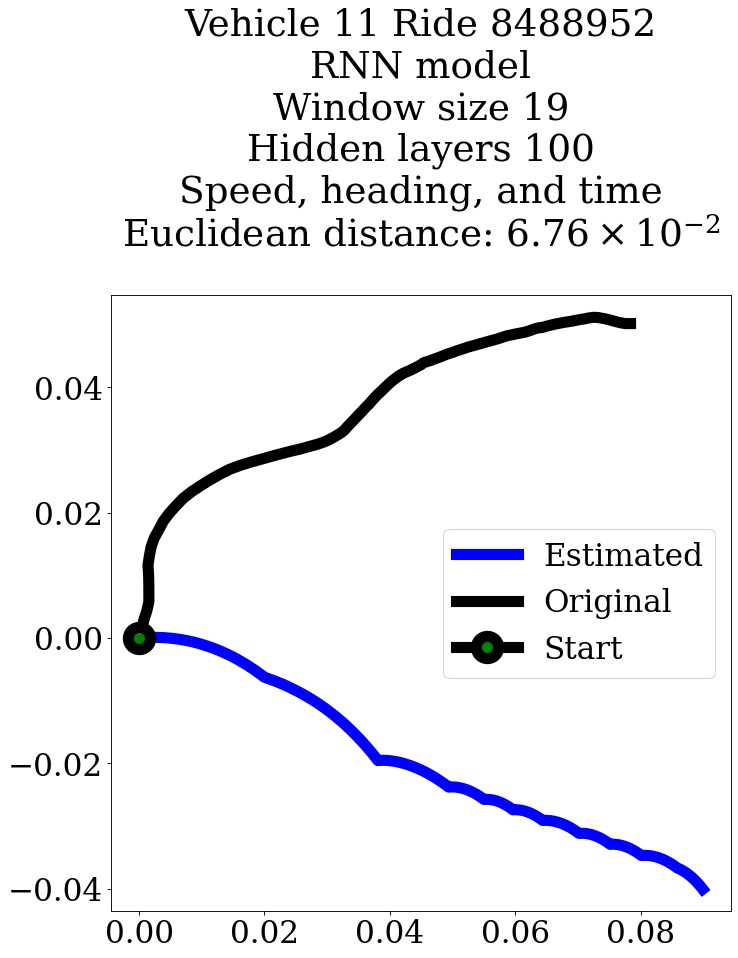 Vehicle 11 Ride 8488952
RNN model
Window size 19
Hidden layers 100
Speed, heading, and time
Euclidean distance: 6.76 × 10⁻²
0.04
0.02
0.00
−0.02
−0.04
Estimated
Original
Start
0.00 0.02 0.04 0.06 0.08